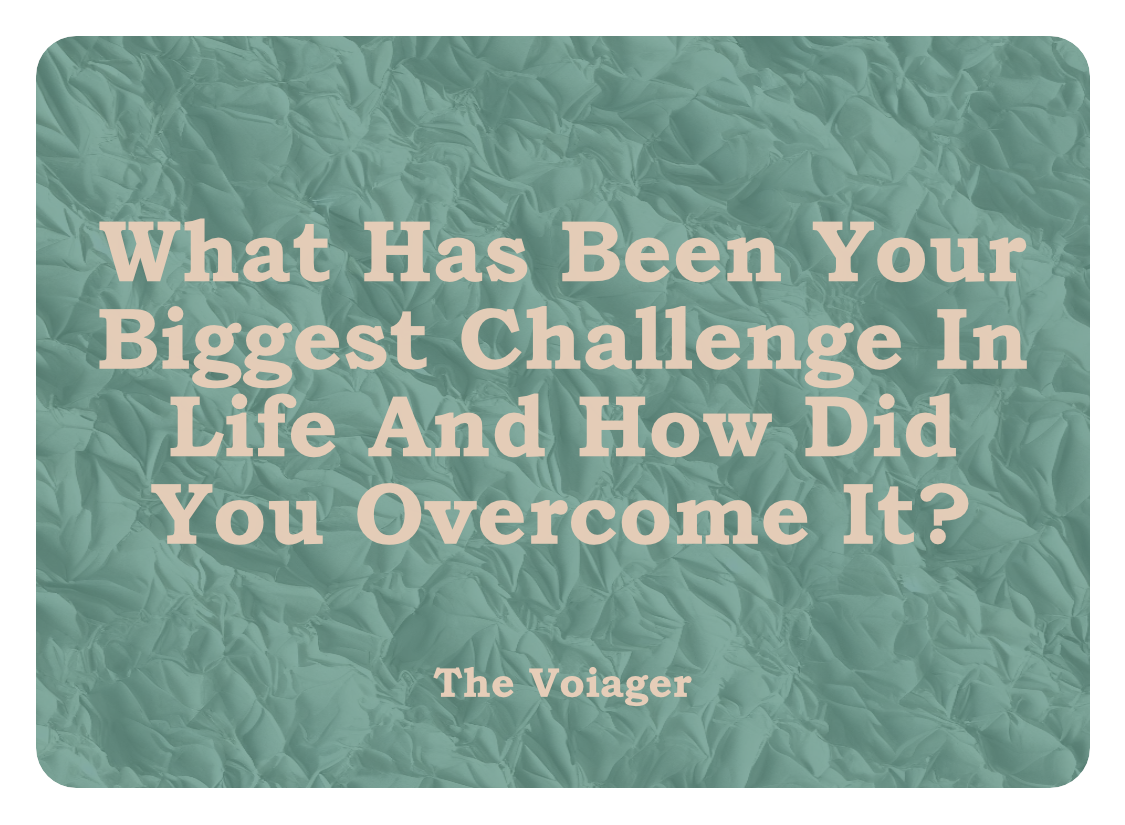 What Has Been Your
Biggest Challenge In
Life And How Did
You Overcome It?
The Voiager